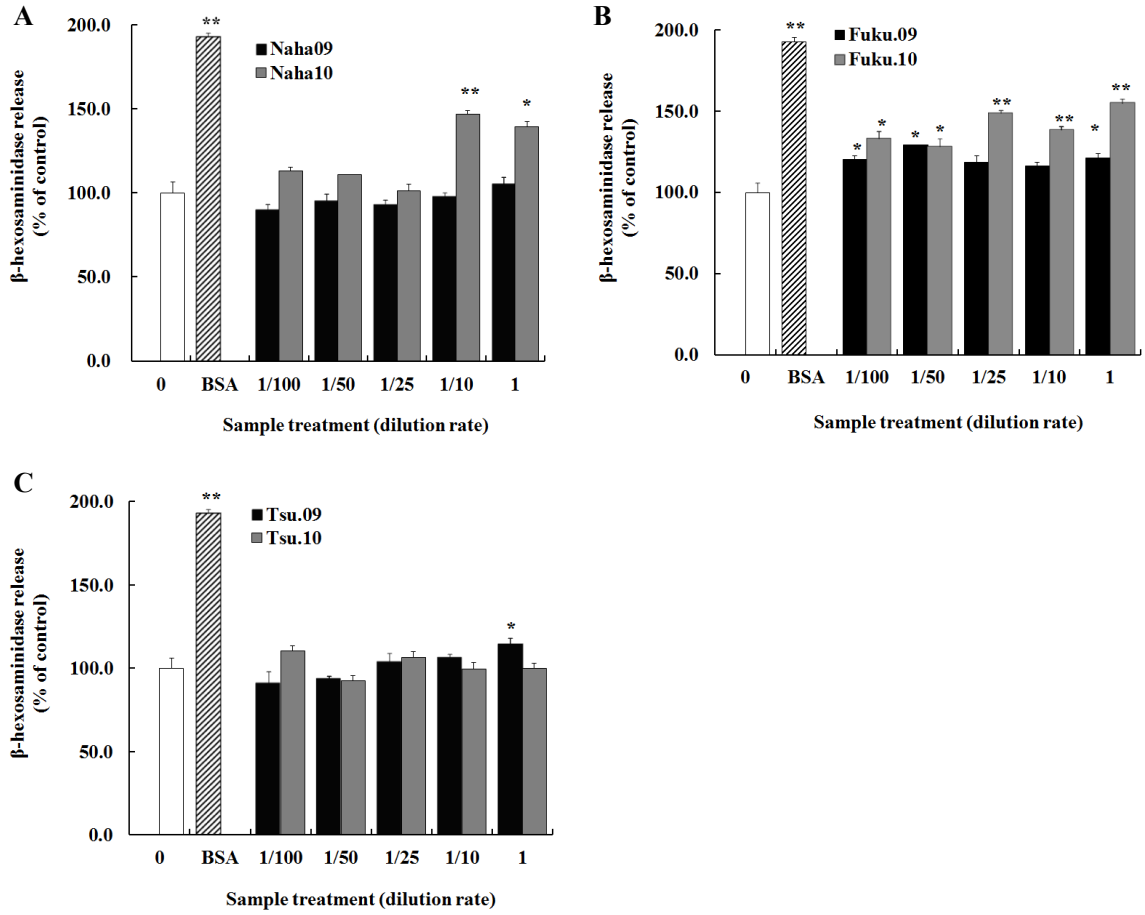 A
β-hexosaminidase release
(% of control)
200.0
150.0
100.0
50.0
0.0
**
Naha09
Naha10
**
*
0 BSA 1/100 1/50 1/25 1/10 1
Sample treatment (dilution rate)
B
β-hexosaminidase release
(% of control)
200.0
150.0
100.0
50.0
0.0
**
Fuku.09
Fuku.10
* * * * ** ** * **
0 BSA 1/100 1/50 1/25 1/10 1
Sample treatment (dilution rate)
C
β-hexosaminidase release
(% of control)
200.0
150.0
100.0
50.0
0.0
**
Tsu.09
Tsu.10
*
0 BSA 1/100 1/50 1/25 1/10 1
Sample treatment (dilution rate)